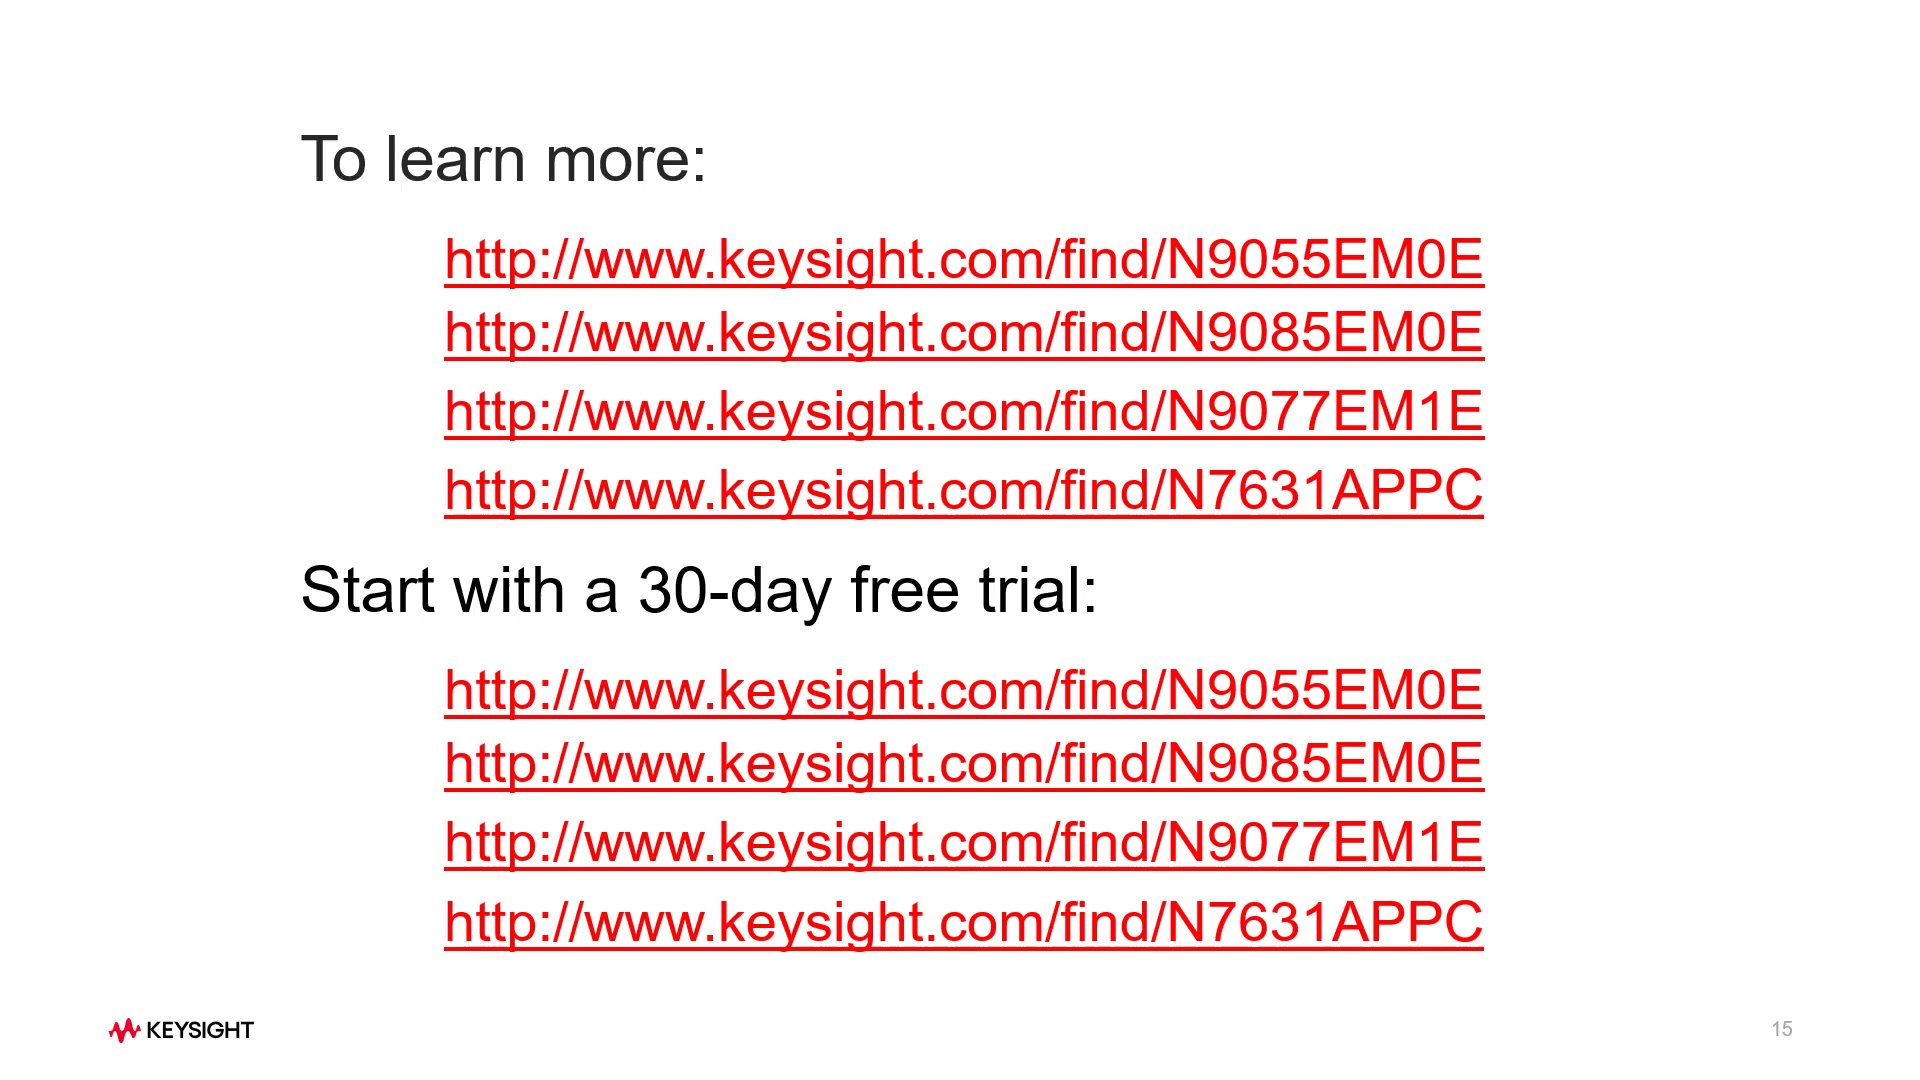 To learn more:
http://www.keysight.com/find/N9055EM0E
http://www.keysight.com/find/N9085EM0E
http://www.keysight.com/find/N9077EM1E
http://www.keysight.com/find/N7631APPC
Start with a 30-day free trial:
http://www.keysight.com/find/N9055EM0E
http://www.keysight.com/find/N9085EM0E
http://www.keysight.com/find/N9077EM1E
http://www.keysight.com/find/N7631APPC
KEYSIGHT
15